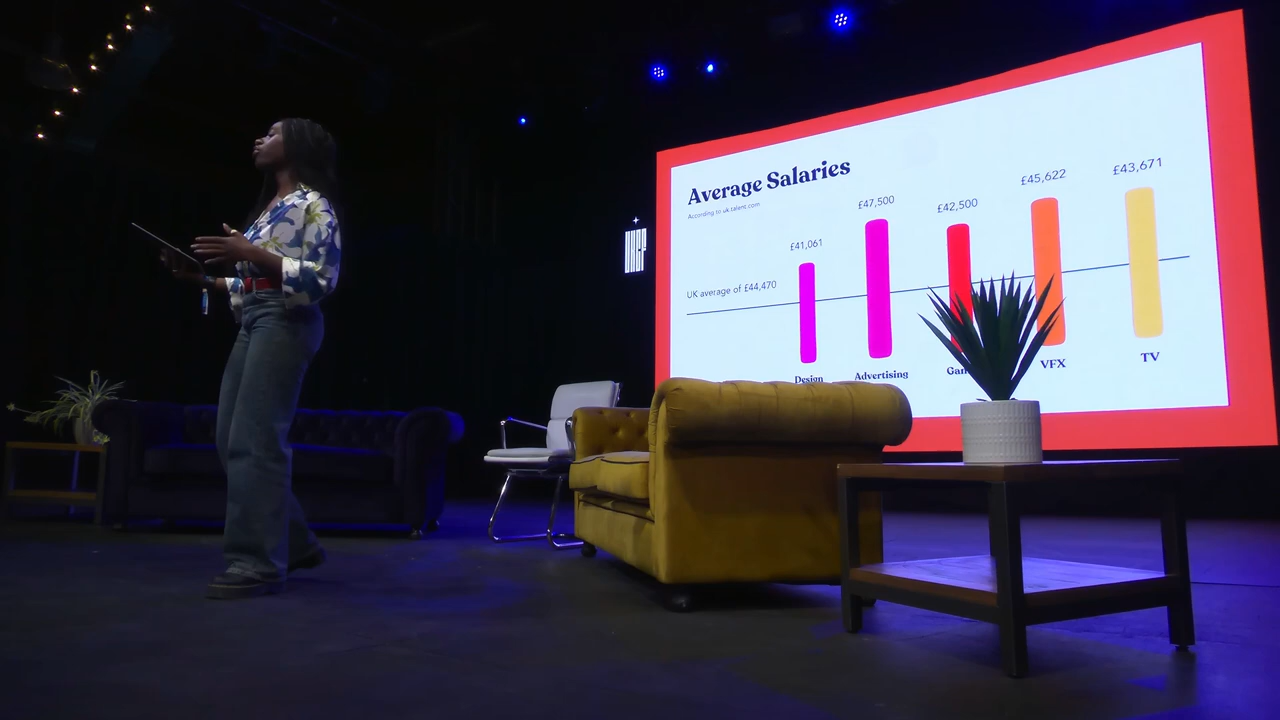 Average Salaries
According to uk.talent.com
UK average of £44,470
£41,061
£47,500
£42,500
£45,622
£43,671
Design
Advertising
VFX
TV